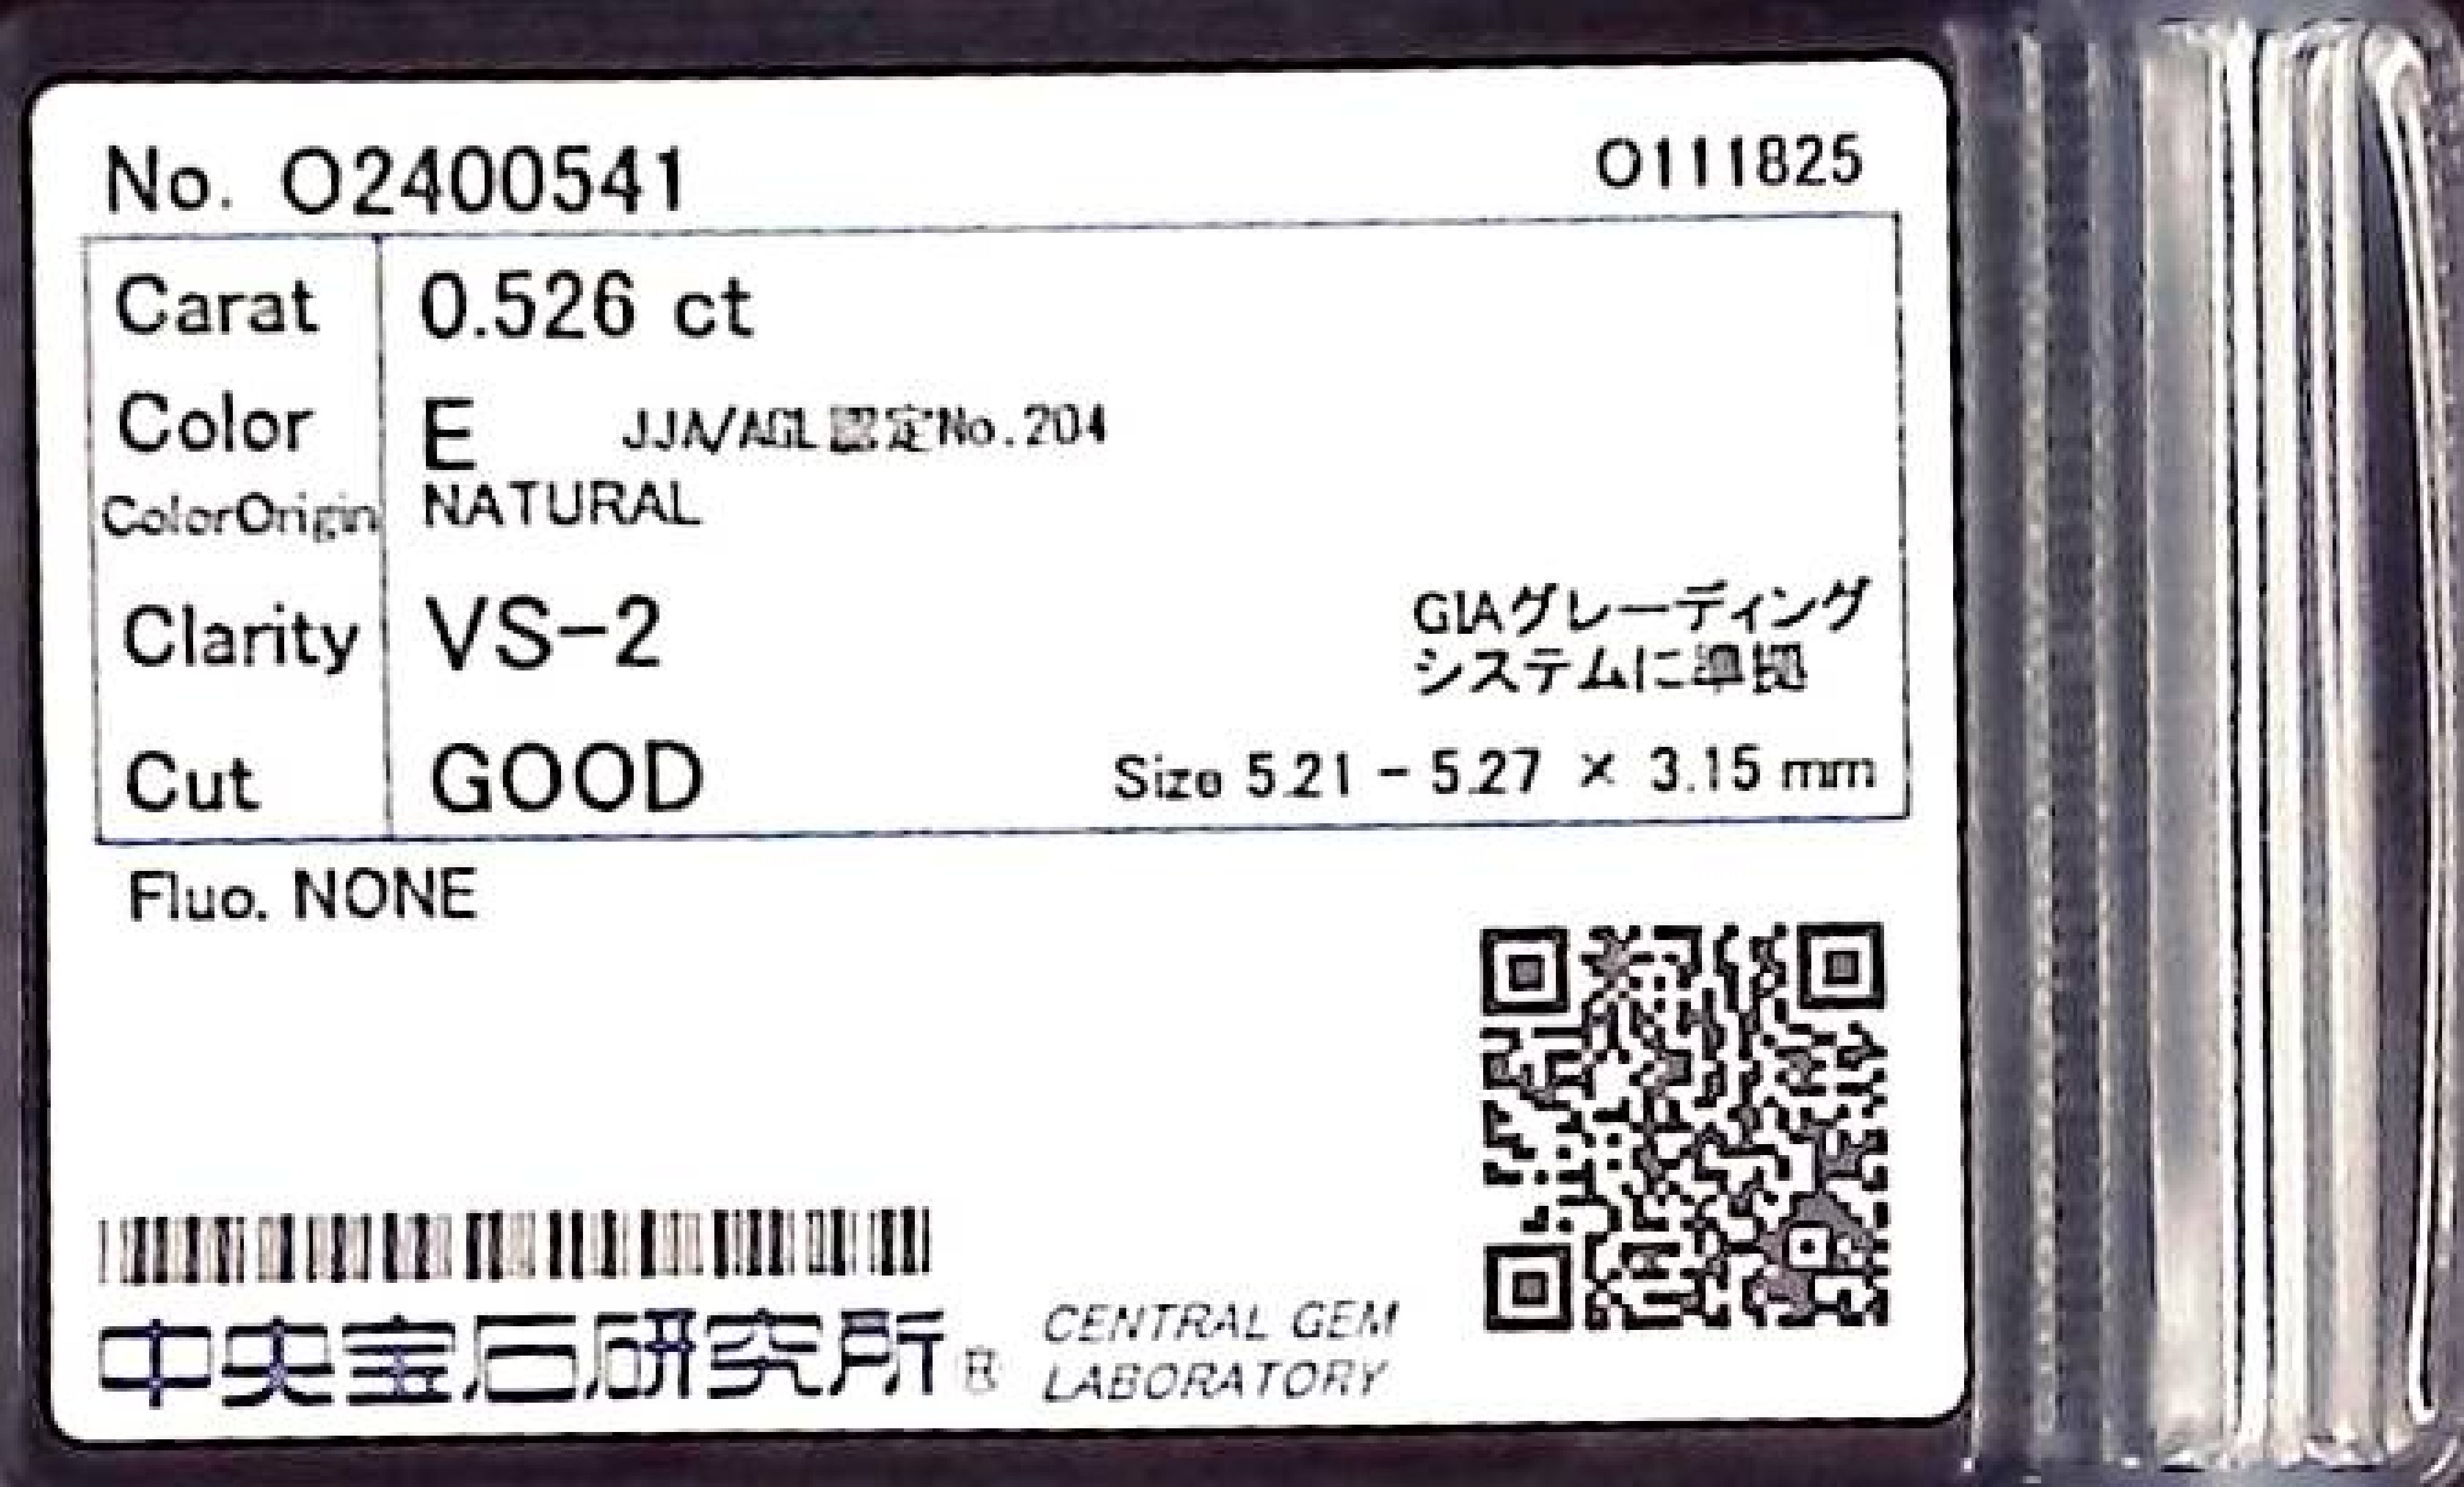 No. O2400541
O111825
Carat 0.526 ct
Color E JJA/AGL認定No.204
ColorOrigin NATURAL
Clarity VS-2
GIAグレーディング
システムに準拠
Cut GOOD
Size 5.21 - 5.27 × 3.15 mm
Fluo. NONE
中央宝石研究所®
CENTRAL GEM
LABORATORY